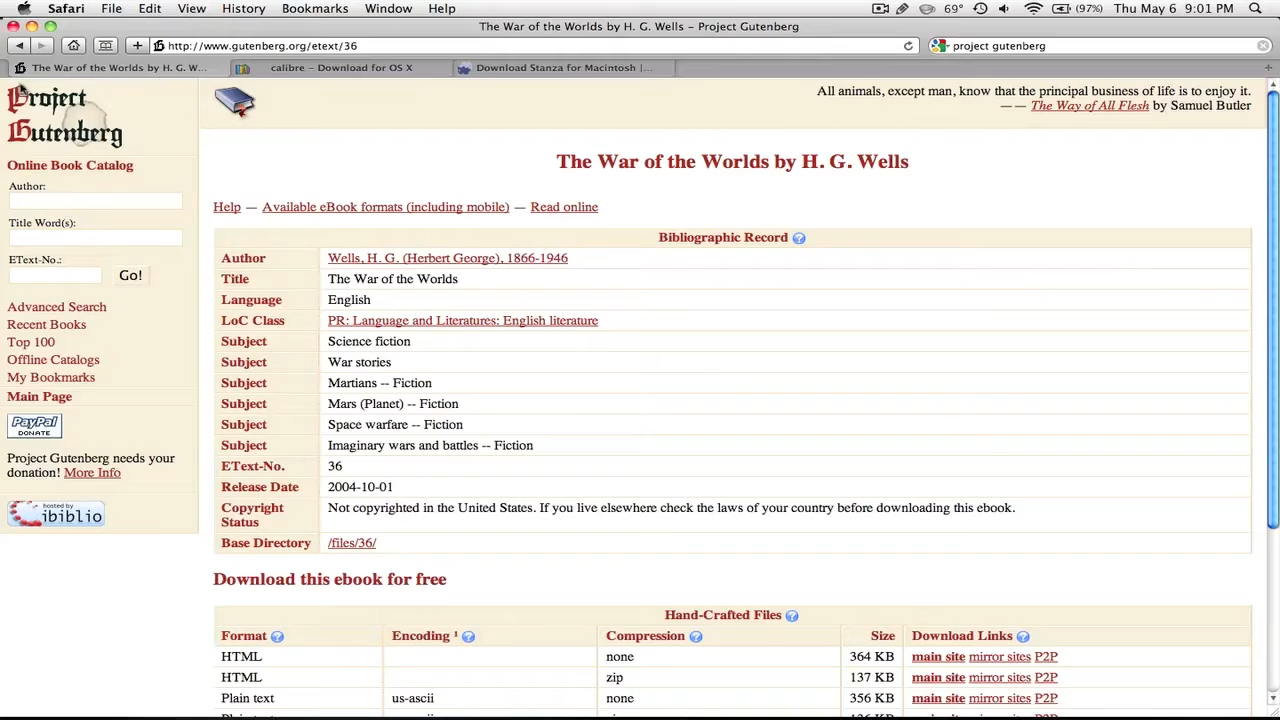 Safari File Edit View History Bookmarks Window Help 69° (97%) Thu May 6 9:01 PM
The War of the Worlds by H. G. Wells – Project Gutenberg
http://www.gutenberg.org/etext/36 project gutenberg
The War of the Worlds by H. G. W... calibre – Download for OS X Download Stanza for Macintosh |...
Project
Gutenberg
All animals, except man, know that the principal business of life is to enjoy it.
—— The Way of All Flesh by Samuel Butler
Online Book Catalog
Author:
Title Word(s):
EText-No.:
Go!
Advanced Search
Recent Books
Top 100
Offline Catalogs
My Bookmarks
Main Page
PayPal
DONATE
Project Gutenberg needs your
donation! More Info
hosted by
ibiblio
The War of the Worlds by H. G. Wells
Help — Available eBook formats (including mobile) — Read online
Bibliographic Record ?
Author Wells, H. G. (Herbert George), 1866-1946
Title The War of the Worlds
Language English
LoC Class PR: Language and Literatures: English literature
Subject Science fiction
Subject War stories
Subject Martians -- Fiction
Subject Mars (Planet) -- Fiction
Subject Space warfare -- Fiction
Subject Imaginary wars and battles -- Fiction
EText-No. 36
Release Date 2004-10-01
Copyright Status Not copyrighted in the United States. If you live elsewhere check the laws of your country before downloading this ebook.
Base Directory /files/36/
Download this ebook for free
Hand-Crafted Files ?
Format ? Encoding ¹ ? Compression ? Size Download Links ?
HTML none 364 KB main site mirror sites P2P
HTML zip 137 KB main site mirror sites P2P
Plain text us-ascii none 356 KB main site mirror sites P2P